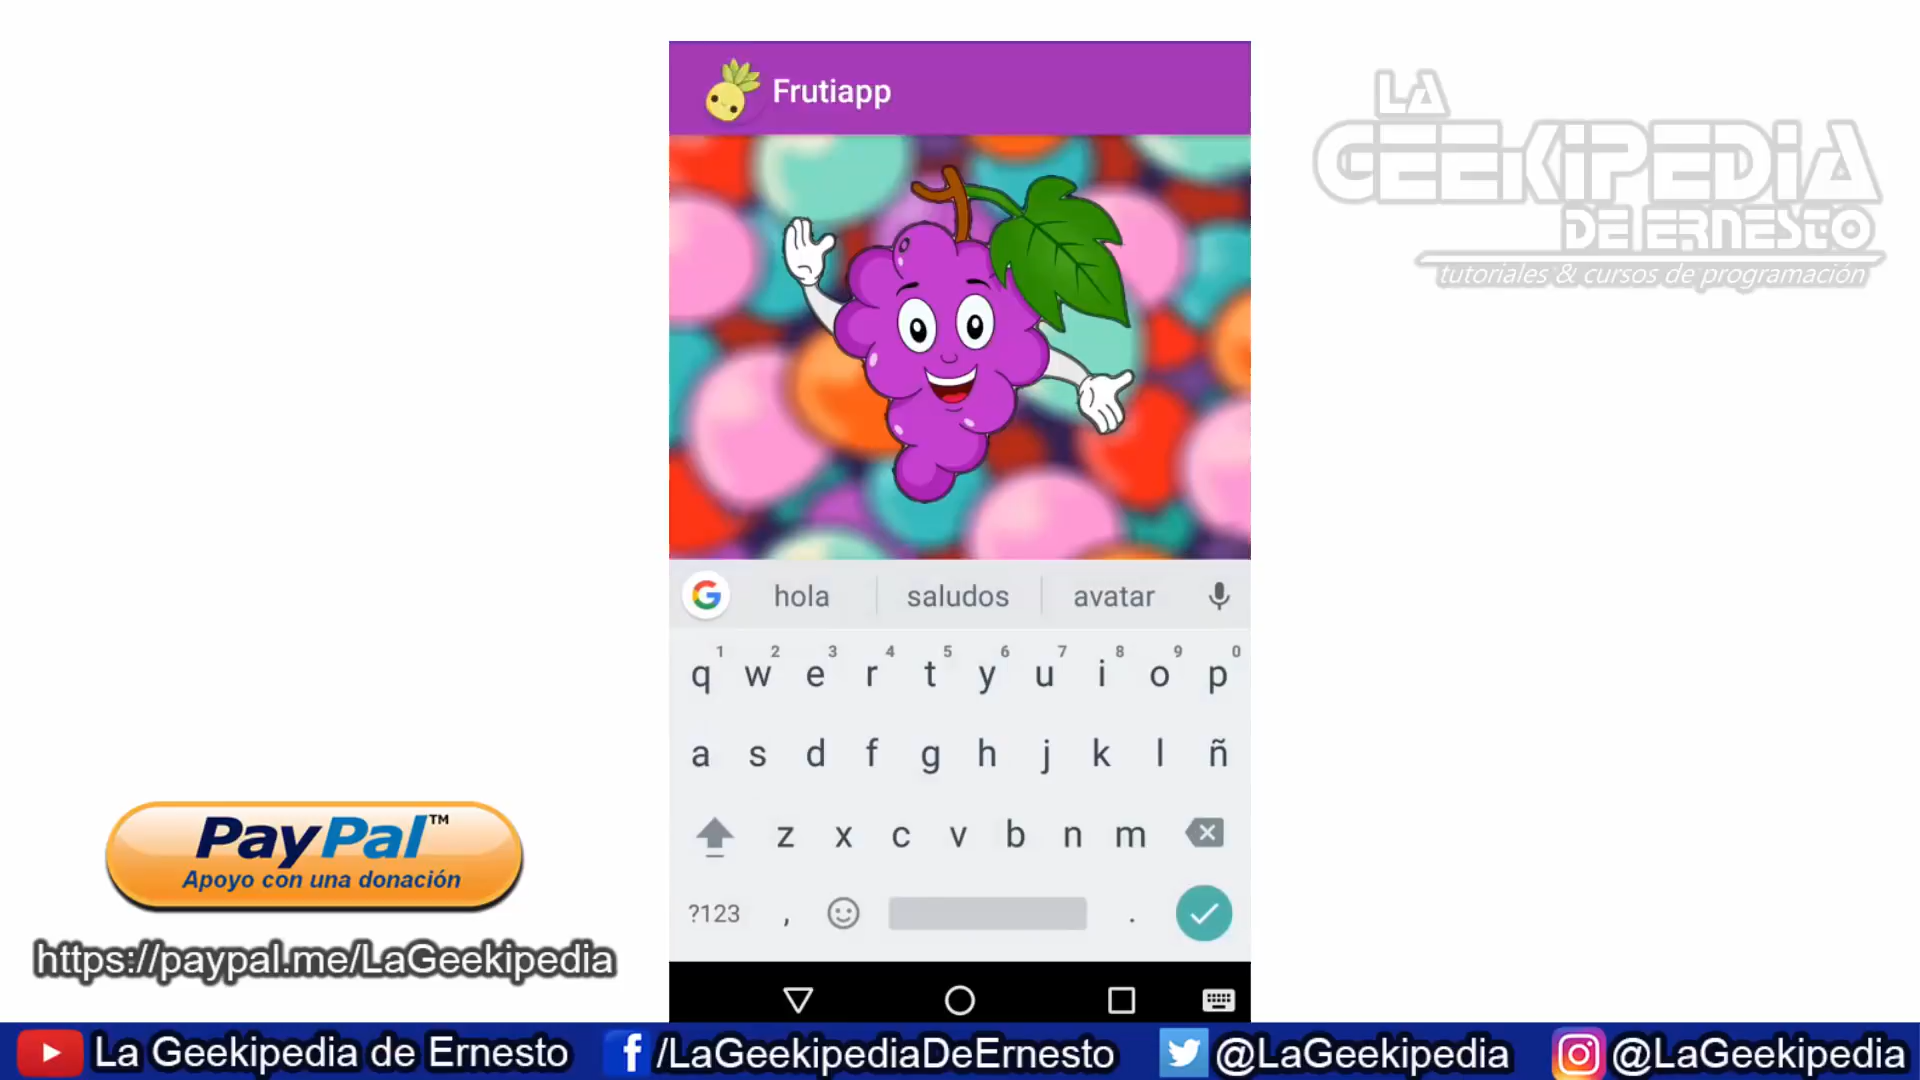 Frutiapp
LA
GEEKIPEDIA
DE ERNESTO
tutoriales & cursos de programación
G hola saludos avatar
1 2 3 4 5 6 7 8 9 0
q w e r t y u i o p
a s d f g h j k l ñ
z x c v b n m
?123 , .
PayPal™
Apoyo con una donación
https://paypal.me/LaGeekipedia
La Geekipedia de Ernesto f /LaGeekipediaDeErnesto @LaGeekipedia @LaGeekipedia